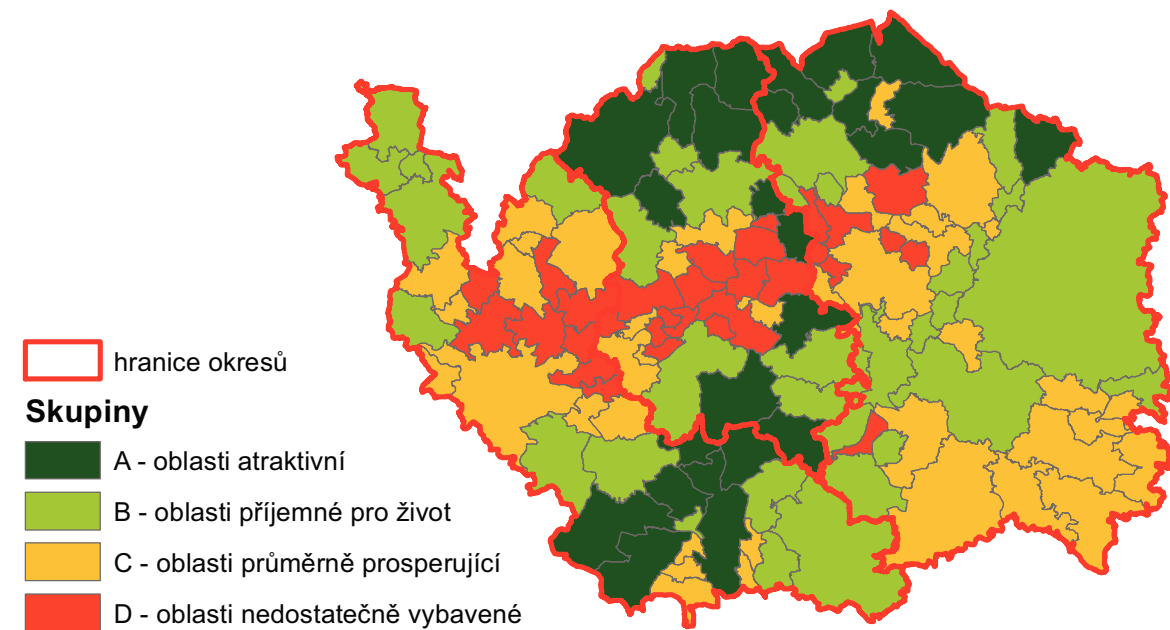 hranice okresů
Skupiny
A - oblasti atraktivní
B - oblasti příjemné pro život
C - oblasti průměrně prosperující
D - oblasti nedostatečně vybavené